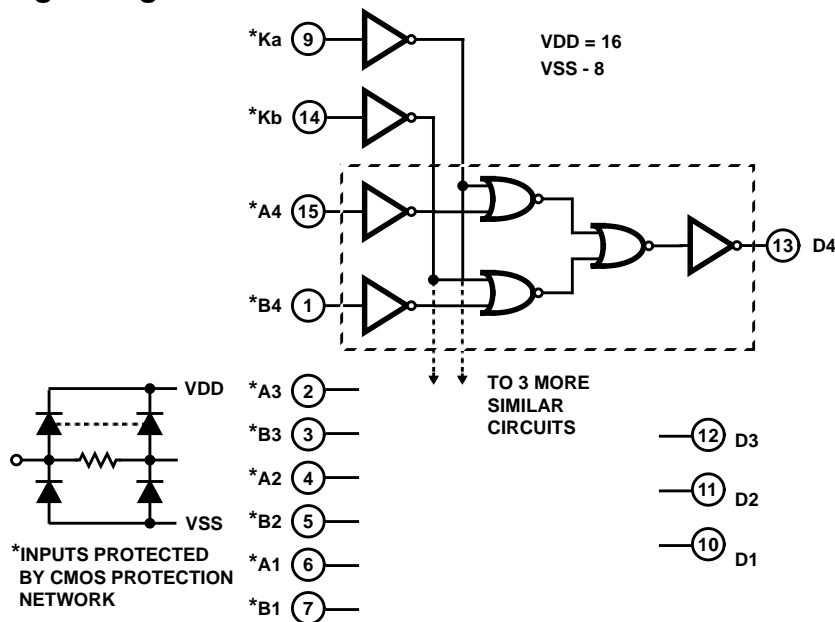 *Ka 9
VDD = 16
VSS - 8
*Kb 14
*A4 15
13 D4
*B4 1
TO 3 MORE
SIMILAR
CIRCUITS
VDD
VSS
*INPUTS PROTECTED
BY CMOS PROTECTION
NETWORK
*A3 2
*B3 3
*A2 4
*B2 5
*A1 6
*B1 7
12 D3
11 D2
10 D1